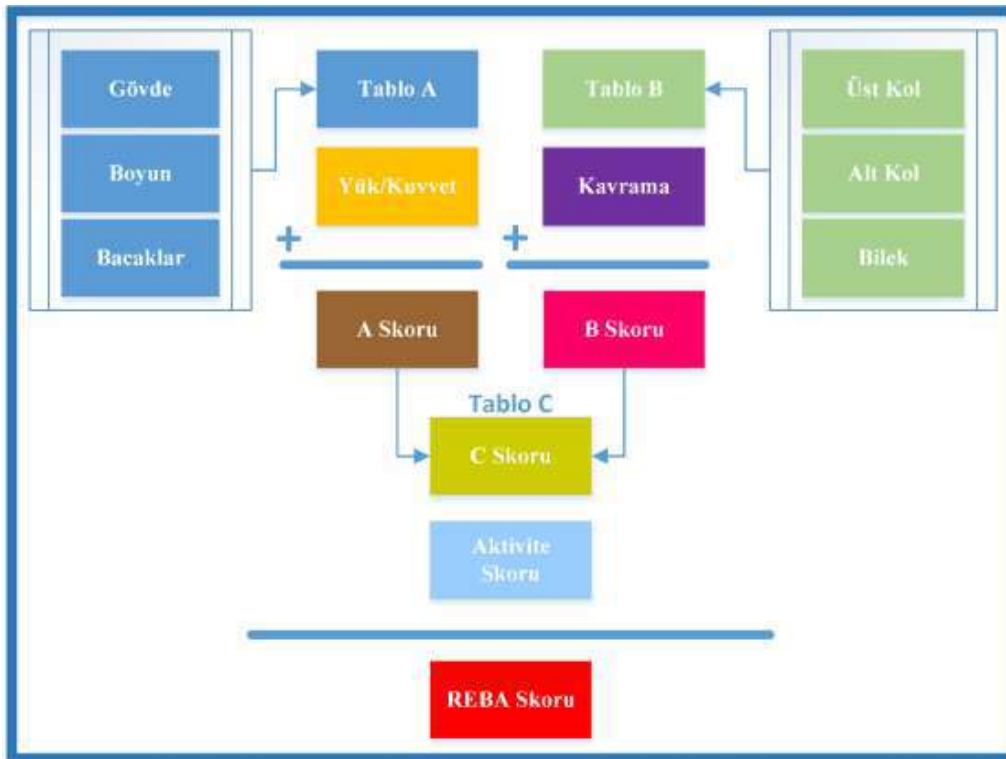 Gövde
Boyun
Bacaklar
Tablo A
Yük/Kuvvet
+
A Skoru
Tablo B
Kavrama
+
B Skoru
Üst Kol
Alt Kol
Bilek
Tablo C
C Skoru
Aktivite
Skoru
REBA Skoru